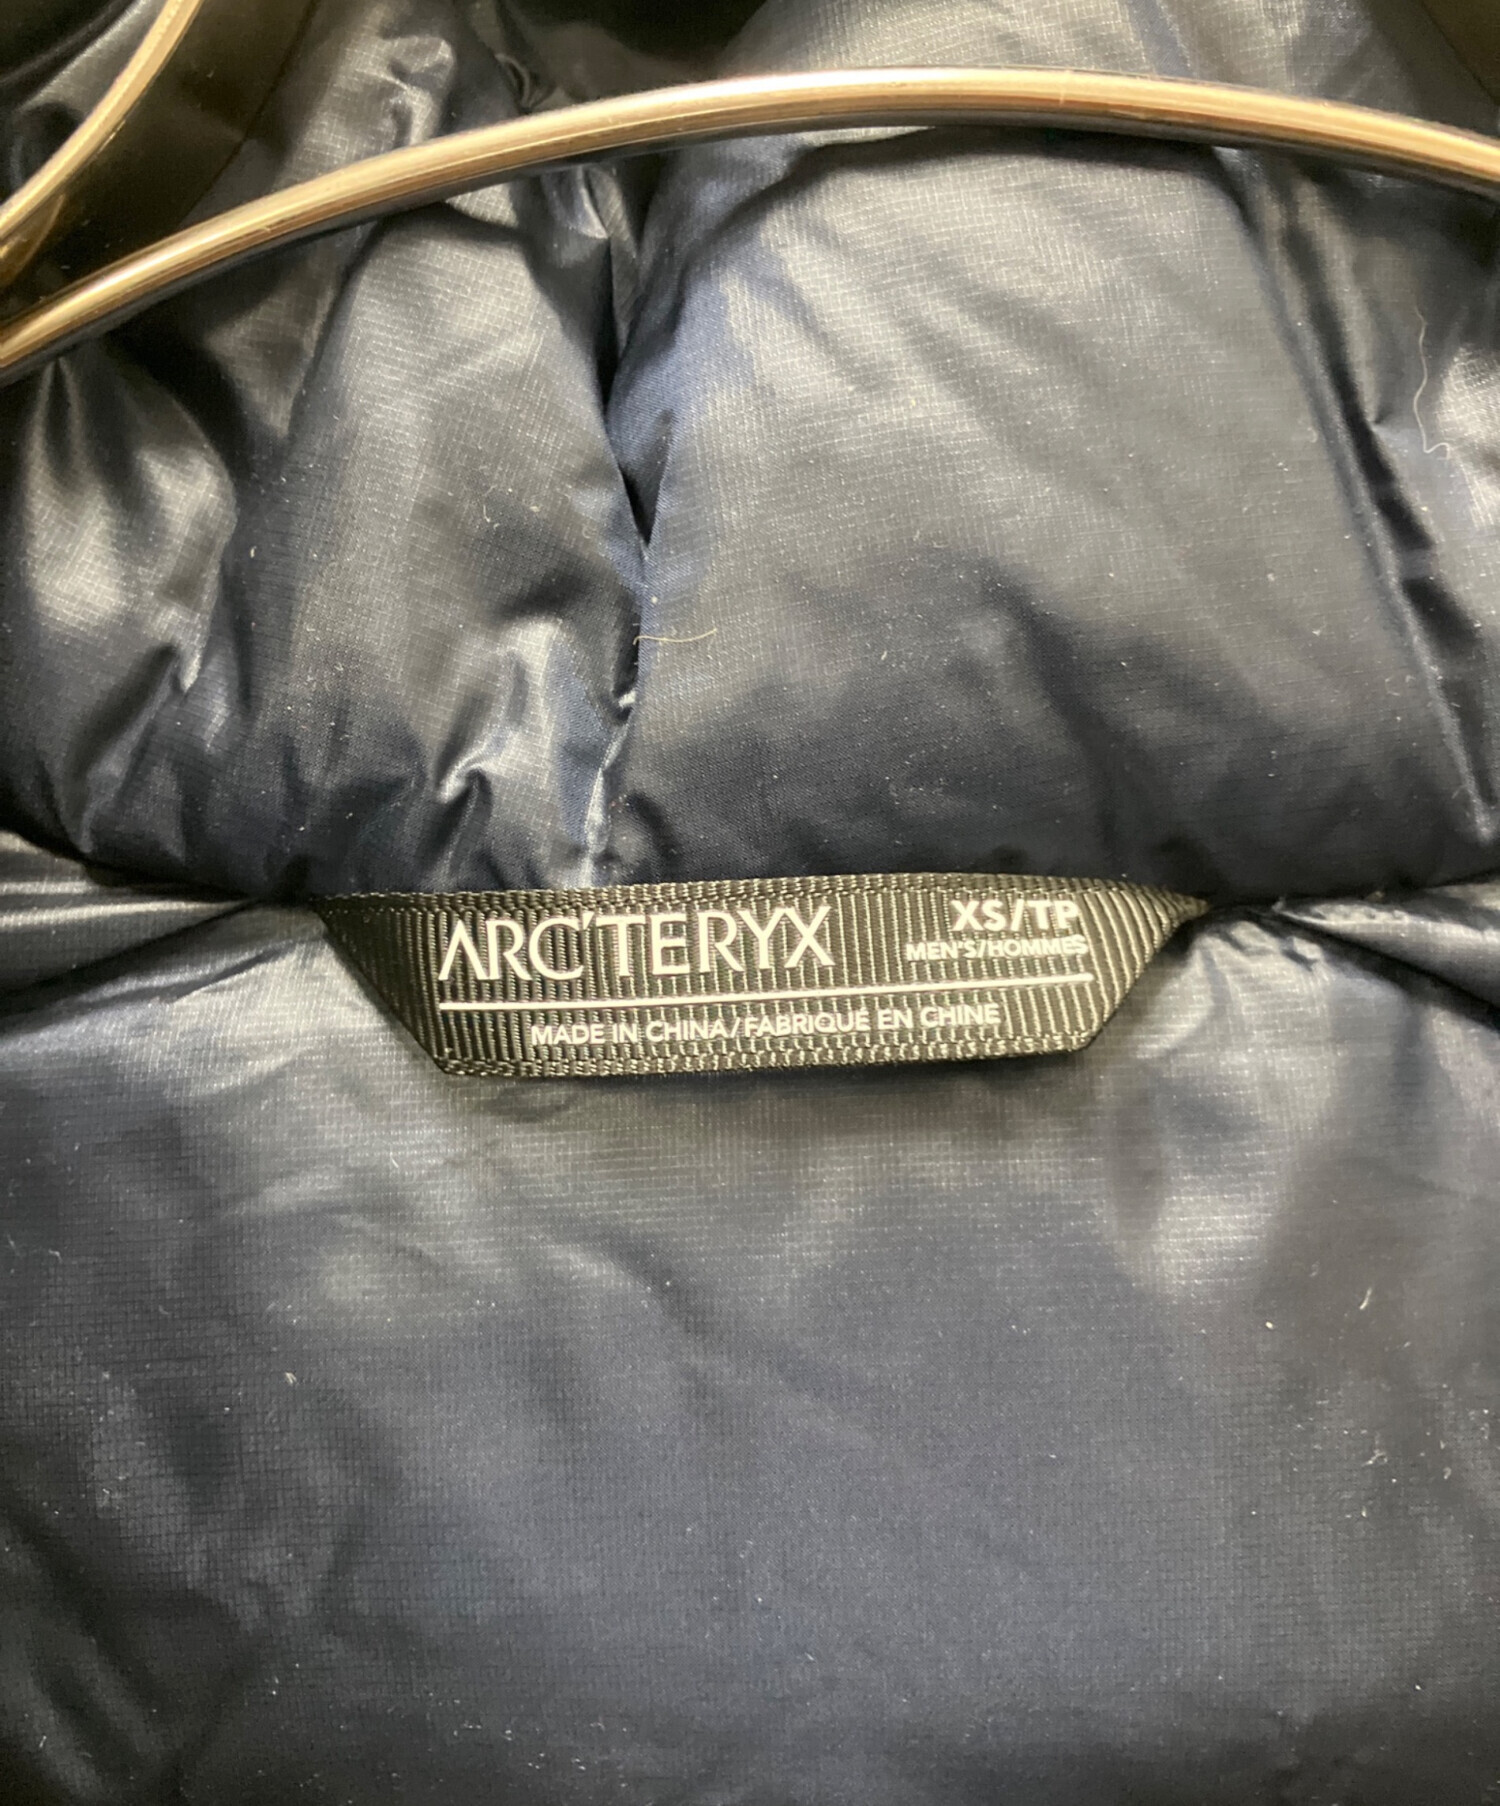 ARC'TERYX XS/TP
MEN'S/HOMMES
MADE IN CHINA/FABRIQUÉ EN CHINE